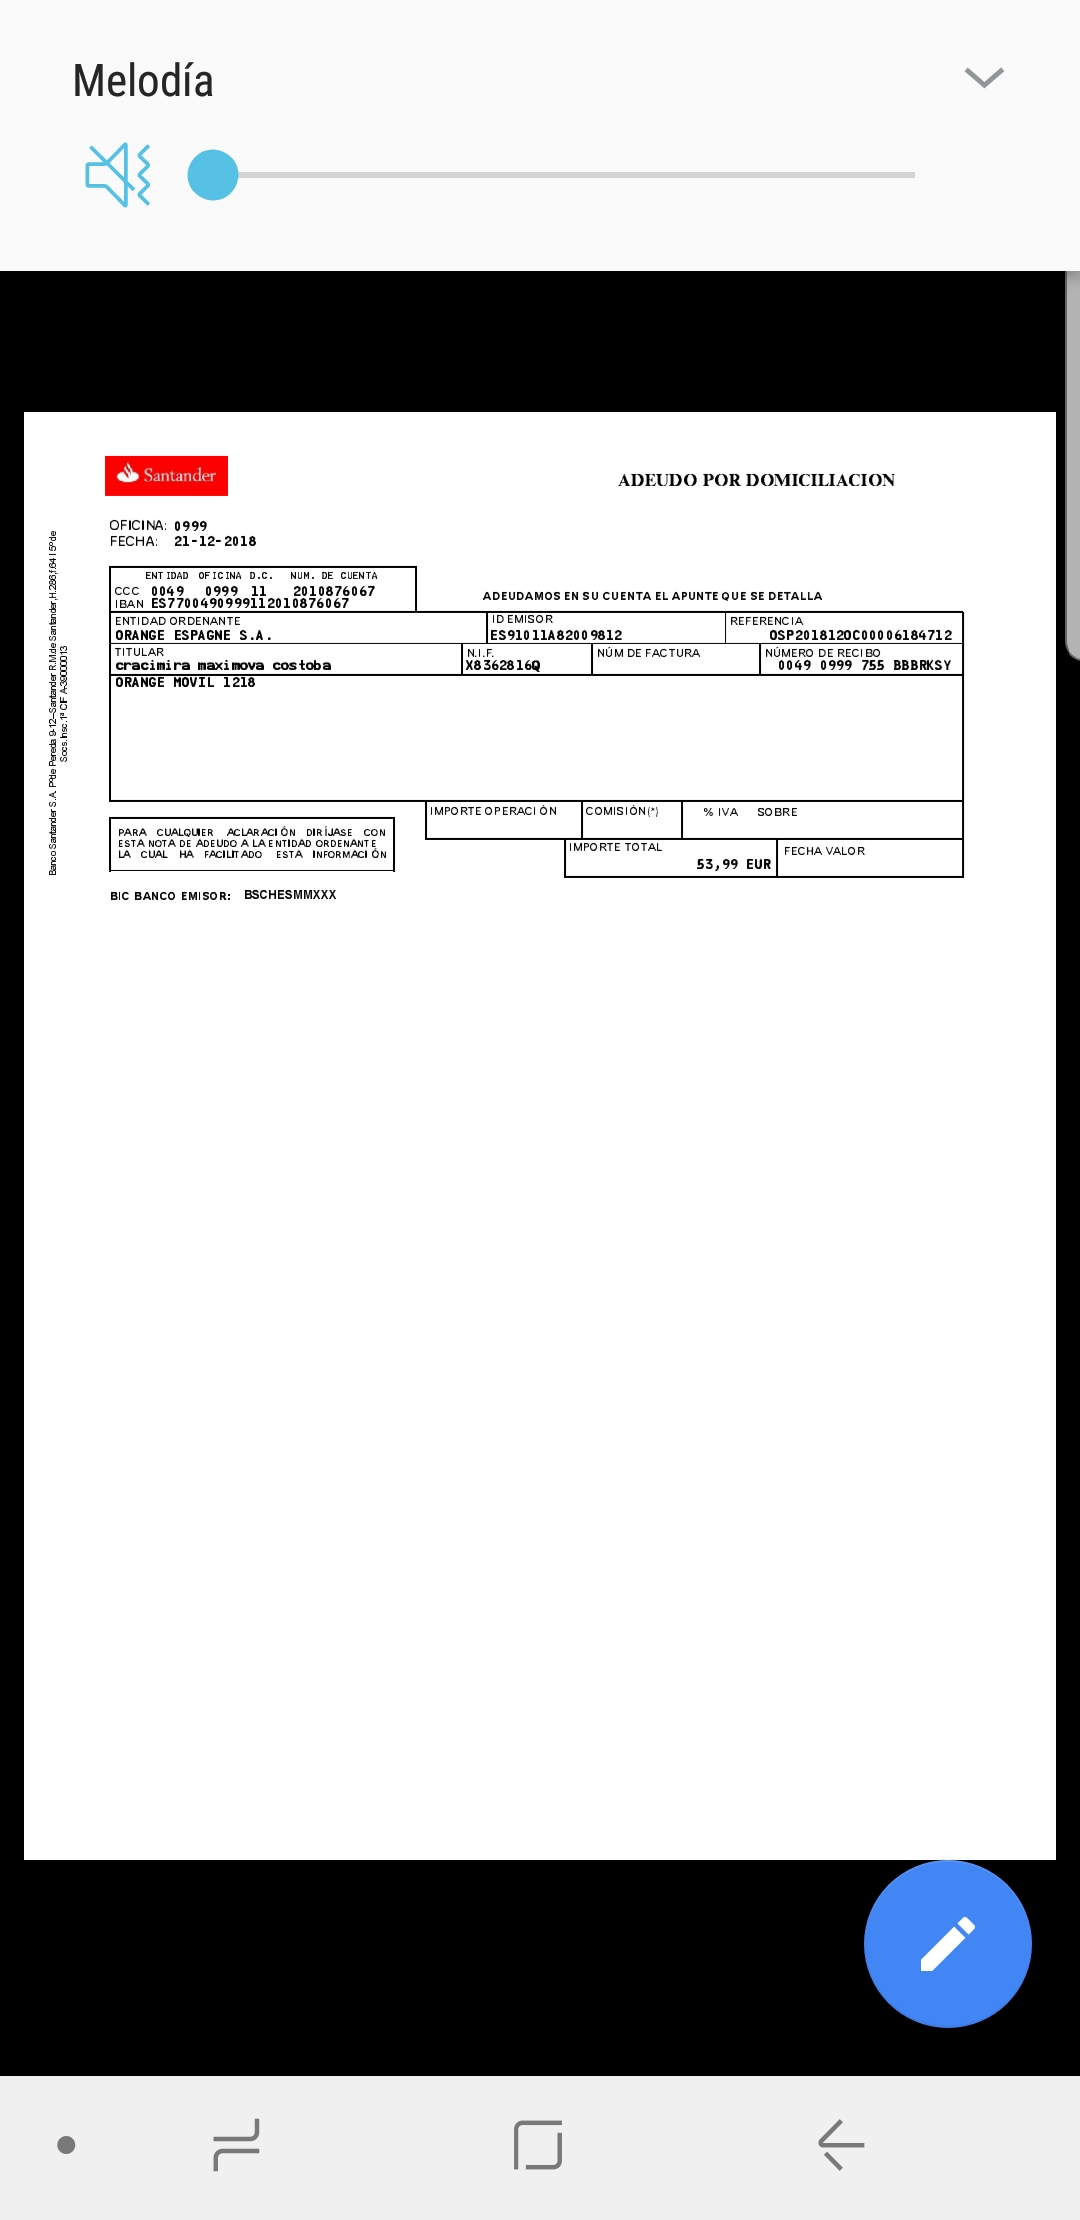 Melodía
Santander
ADEUDO POR DOMICILIACION
OFICINA: 0999
FECHA: 21-12-2018
ENTIDAD OFICINA D.C. NUM. DE CUENTA
CCC 0049 0999 11 2010876067
IBAN ES7700490999112010876067
ADEUDAMOS EN SU CUENTA EL APUNTE QUE SE DETALLA
ENTIDAD ORDENANTE
ORANGE ESPAGNE S.A.
ID EMISOR
ES91011A82009812
REFERENCIA
OSP201812OC00006184712
TITULAR
cracimira maximova costoba
N.I.F.
X8362816Q
NÚM DE FACTURA
NÚMERO DE RECIBO
0049 0999 755 BBBRKSY
ORANGE MOVIL 1218
IMPORTE OPERACIÓN
COMISIÓN(*)
% IVA SOBRE
IMPORTE TOTAL
53,99 EUR
FECHA VALOR
PARA CUALQUIER ACLARACIÓN DIRÍJASE CON
ESTA NOTA DE ADEUDO A LA ENTIDAD ORDENANTE
LA CUAL HA FACILITADO ESTA INFORMACIÓN
BIC BANCO EMISOR: BSCHESMMXXX
Banco Santander S.A. Pºde Pereda 9-12-Santander R.M.de Santander,H.286,f.64 l 5º de
Socs.Insc.1ª CIF A-39000013